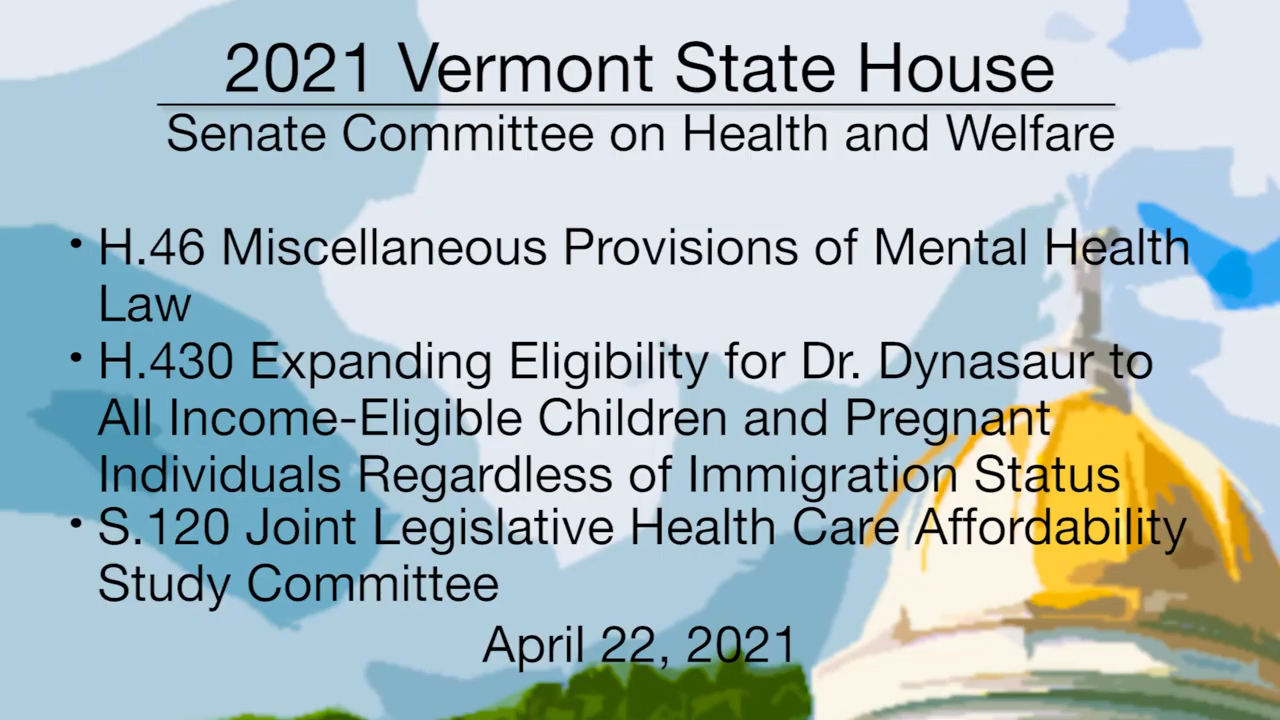 2021 Vermont State House
Senate Committee on Health and Welfare
• H.46 Miscellaneous Provisions of Mental Health
Law
• H.430 Expanding Eligibility for Dr. Dynasaur to
All Income-Eligible Children and Pregnant
Individuals Regardless of Immigration Status
• S.120 Joint Legislative Health Care Affordability
Study Committee
April 22, 2021